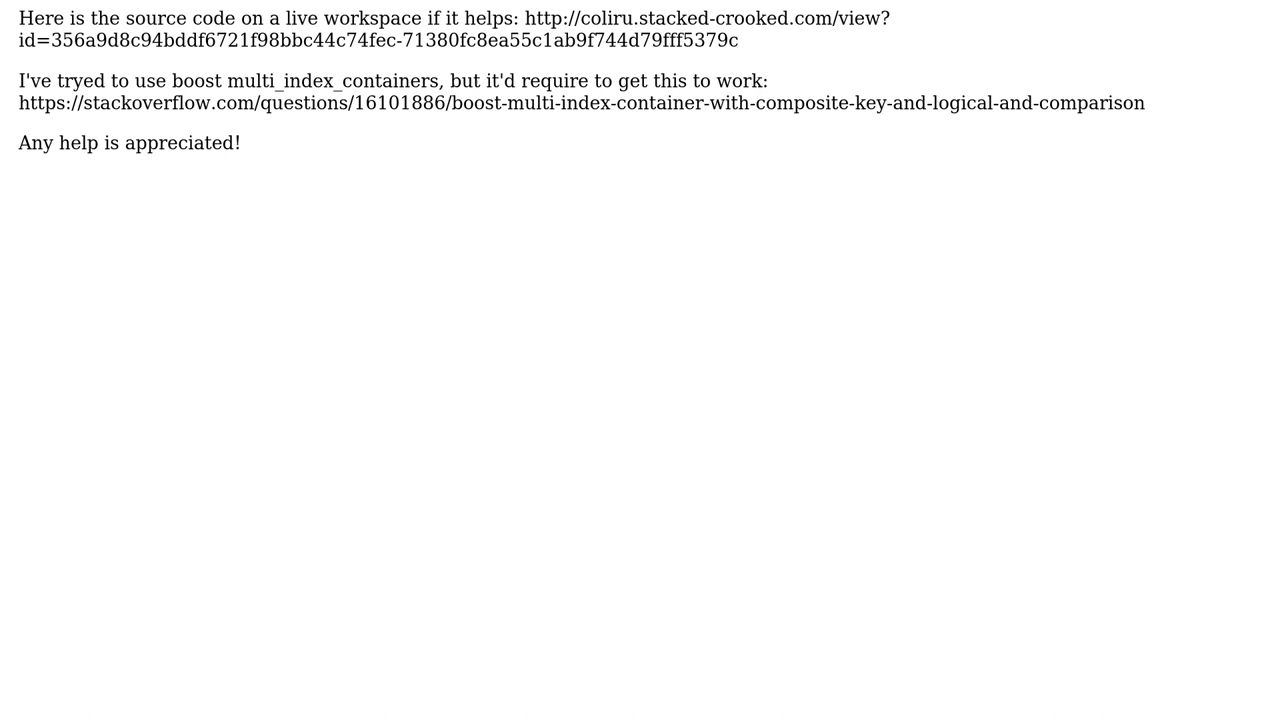 Here is the source code on a live workspace if it helps: http://coliru.stacked-crooked.com/view?
id=356a9d8c94bddf6721f98bbc44c74fec-71380fc8ea55c1ab9f744d79fff5379c
I've tryed to use boost multi_index_containers, but it'd require to get this to work:
https://stackoverflow.com/questions/16101886/boost-multi-index-container-with-composite-key-and-logical-and-comparison
Any help is appreciated!